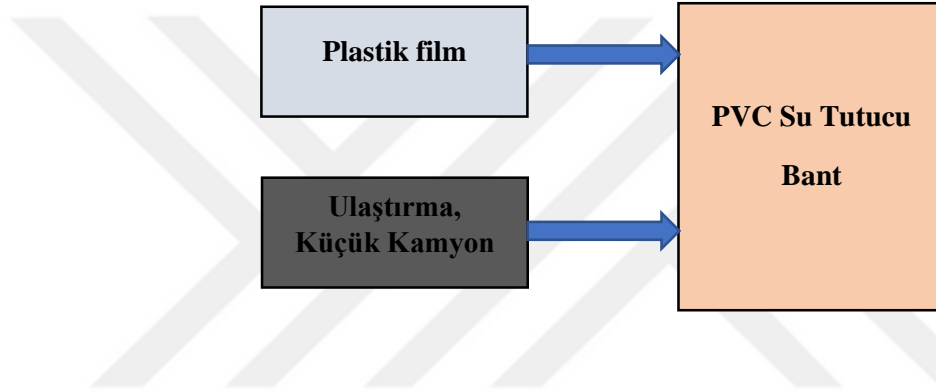 Plastik film
PVC Su Tutucu
Bant
Ulaştırma,
Küçük Kamyon